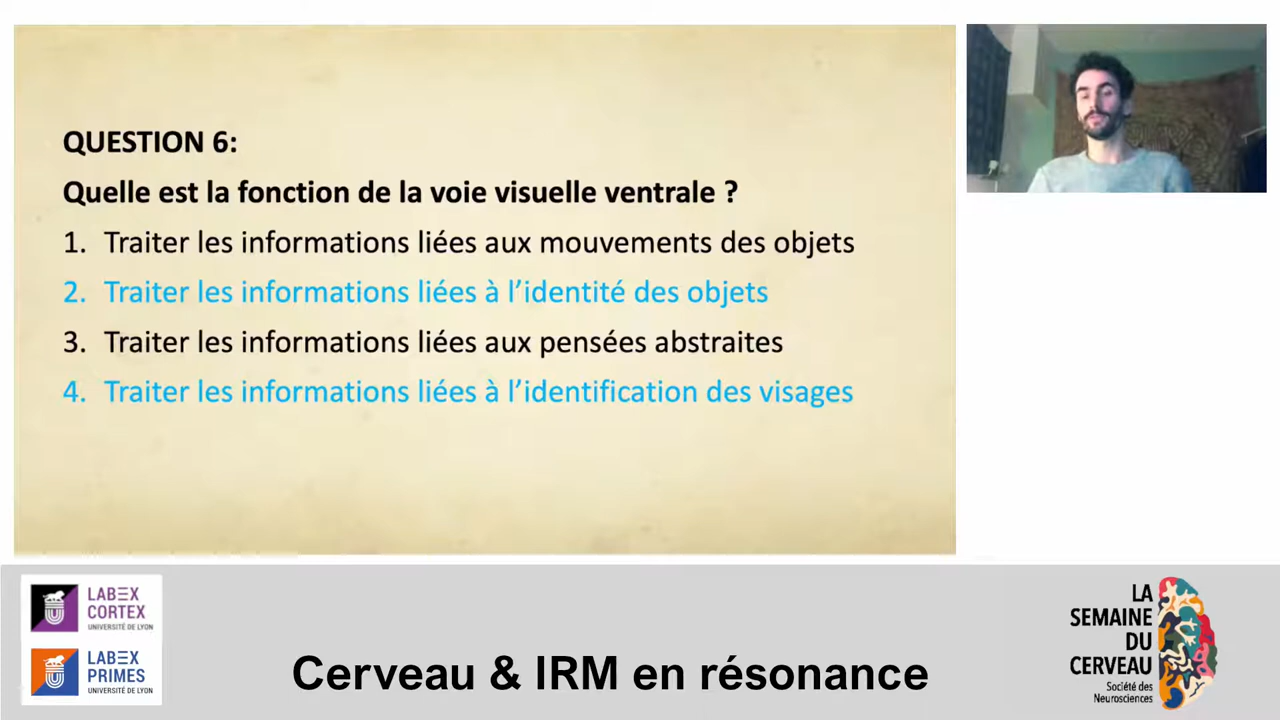 QUESTION 6:
Quelle est la fonction de la voie visuelle ventrale ?
1. Traiter les informations liées aux mouvements des objets
2. Traiter les informations liées à l’identité des objets
3. Traiter les informations liées aux pensées abstraites
4. Traiter les informations liées à l’identification des visages
LABEX
CORTEX
UNIVERSITÉ DE LYON
LABEX
PRIMES
UNIVERSITÉ DE LYON
Cerveau & IRM en résonance
LA
SEMAINE
DU
CERVEAU
Société des
Neurosciences